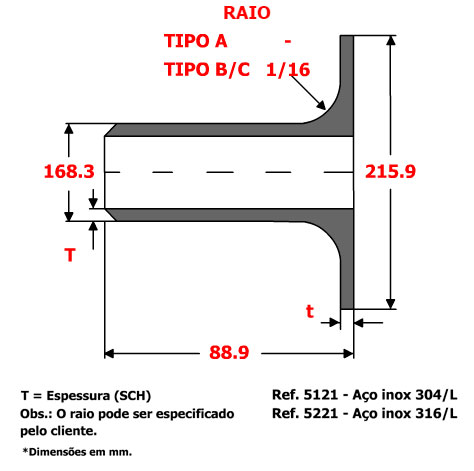 RAIO
TIPO A -
TIPO B/C 1/16
168.3
215.9
T
t
88.9
T = Espessura (SCH)
Obs.: O raio pode ser especificado
pelo cliente.
*Dimensões em mm.
Ref. 5121 - Aço inox 304/L
Ref. 5221 - Aço inox 316/L